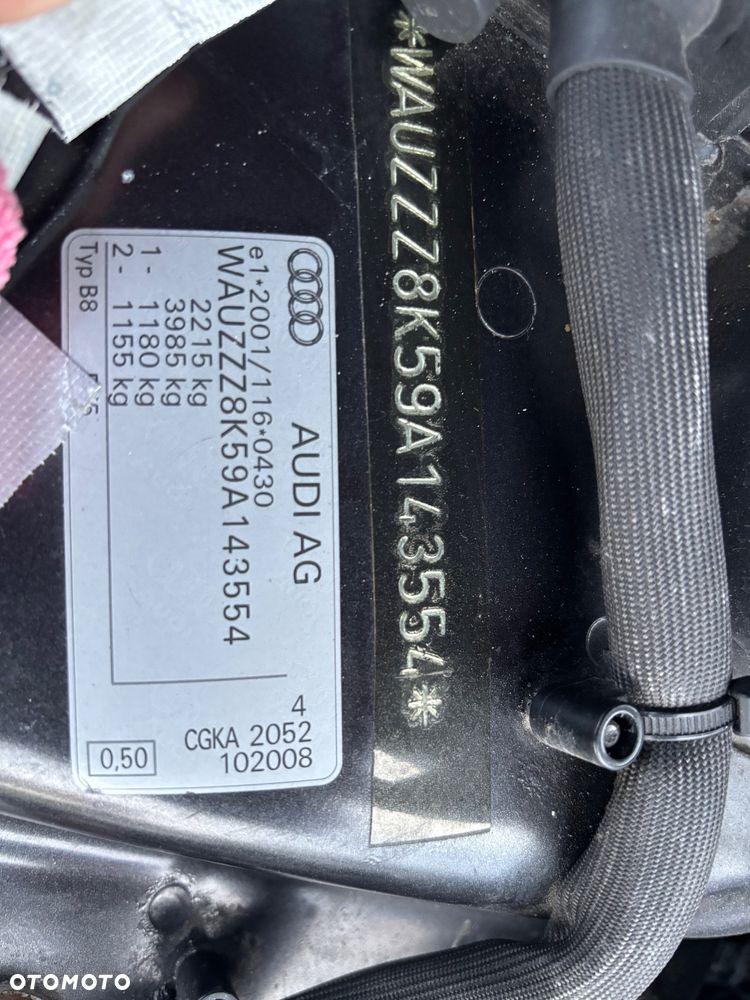 *WAUZZZ8K59A143554*
AUDI AG
e1*2001/116*0430
WAUZZZ8K59A143554
2215 kg
3985 kg
1 - 1180 kg
2 - 1155 kg
Typ B8
4
CGKA 2052
102008
0,50
OTOMOTO